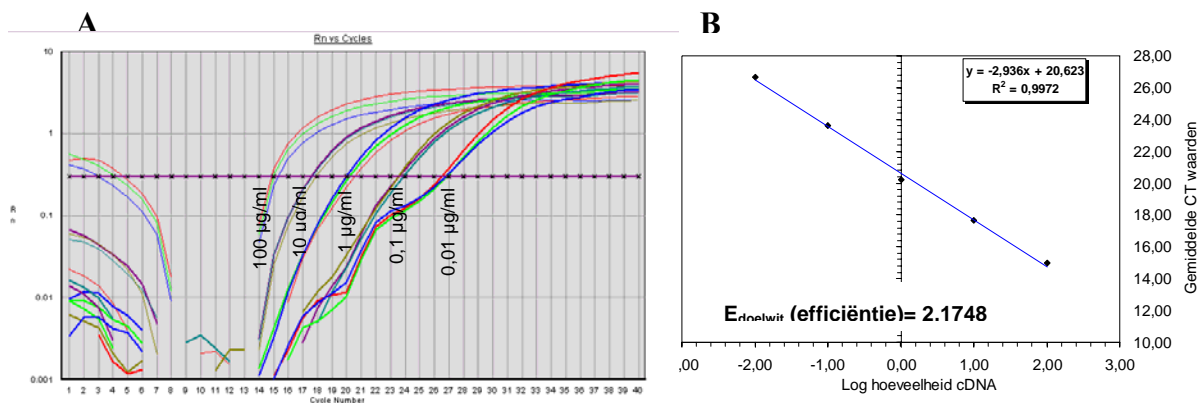 A
B
Rn vs Cycles
10
1
0.1
0.01
0.001
100 µg/ml
10 µg/ml
1 µg/ml
0,1 µg/ml
0,01 µg/ml
1 2 3 4 5 6 7 8 9 10 11 12 13 14 15 16 17 18 19 20 21 22 23 24 25 26 27 28 29 30 31 32 33 34 35 36 37 38 39 40
Cycle Number
y = -2,936x + 20,623
R² = 0,9972
28,00
26,00
24,00
22,00
20,00
18,00
16,00
14,00
12,00
10,00
Gemiddelde CT waarden
Edoelwit (efficiëntie)= 2.1748
,00 -2,00 -1,00 0,00 1,00 2,00 3,00
Log hoeveelheid cDNA